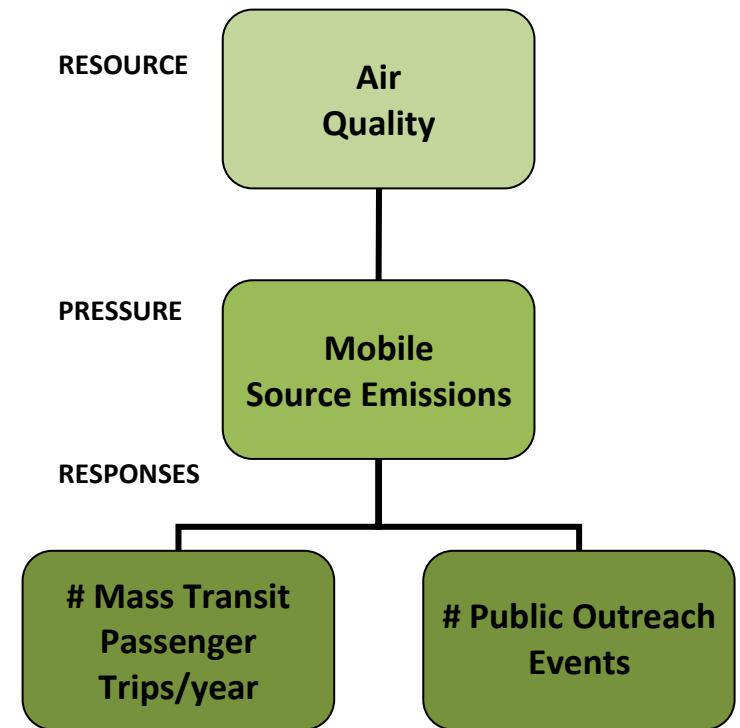 RESOURCE
Air
Quality
PRESSURE
Mobile
Source Emissions
RESPONSES
# Mass Transit
Passenger
Trips/year
# Public Outreach
Events